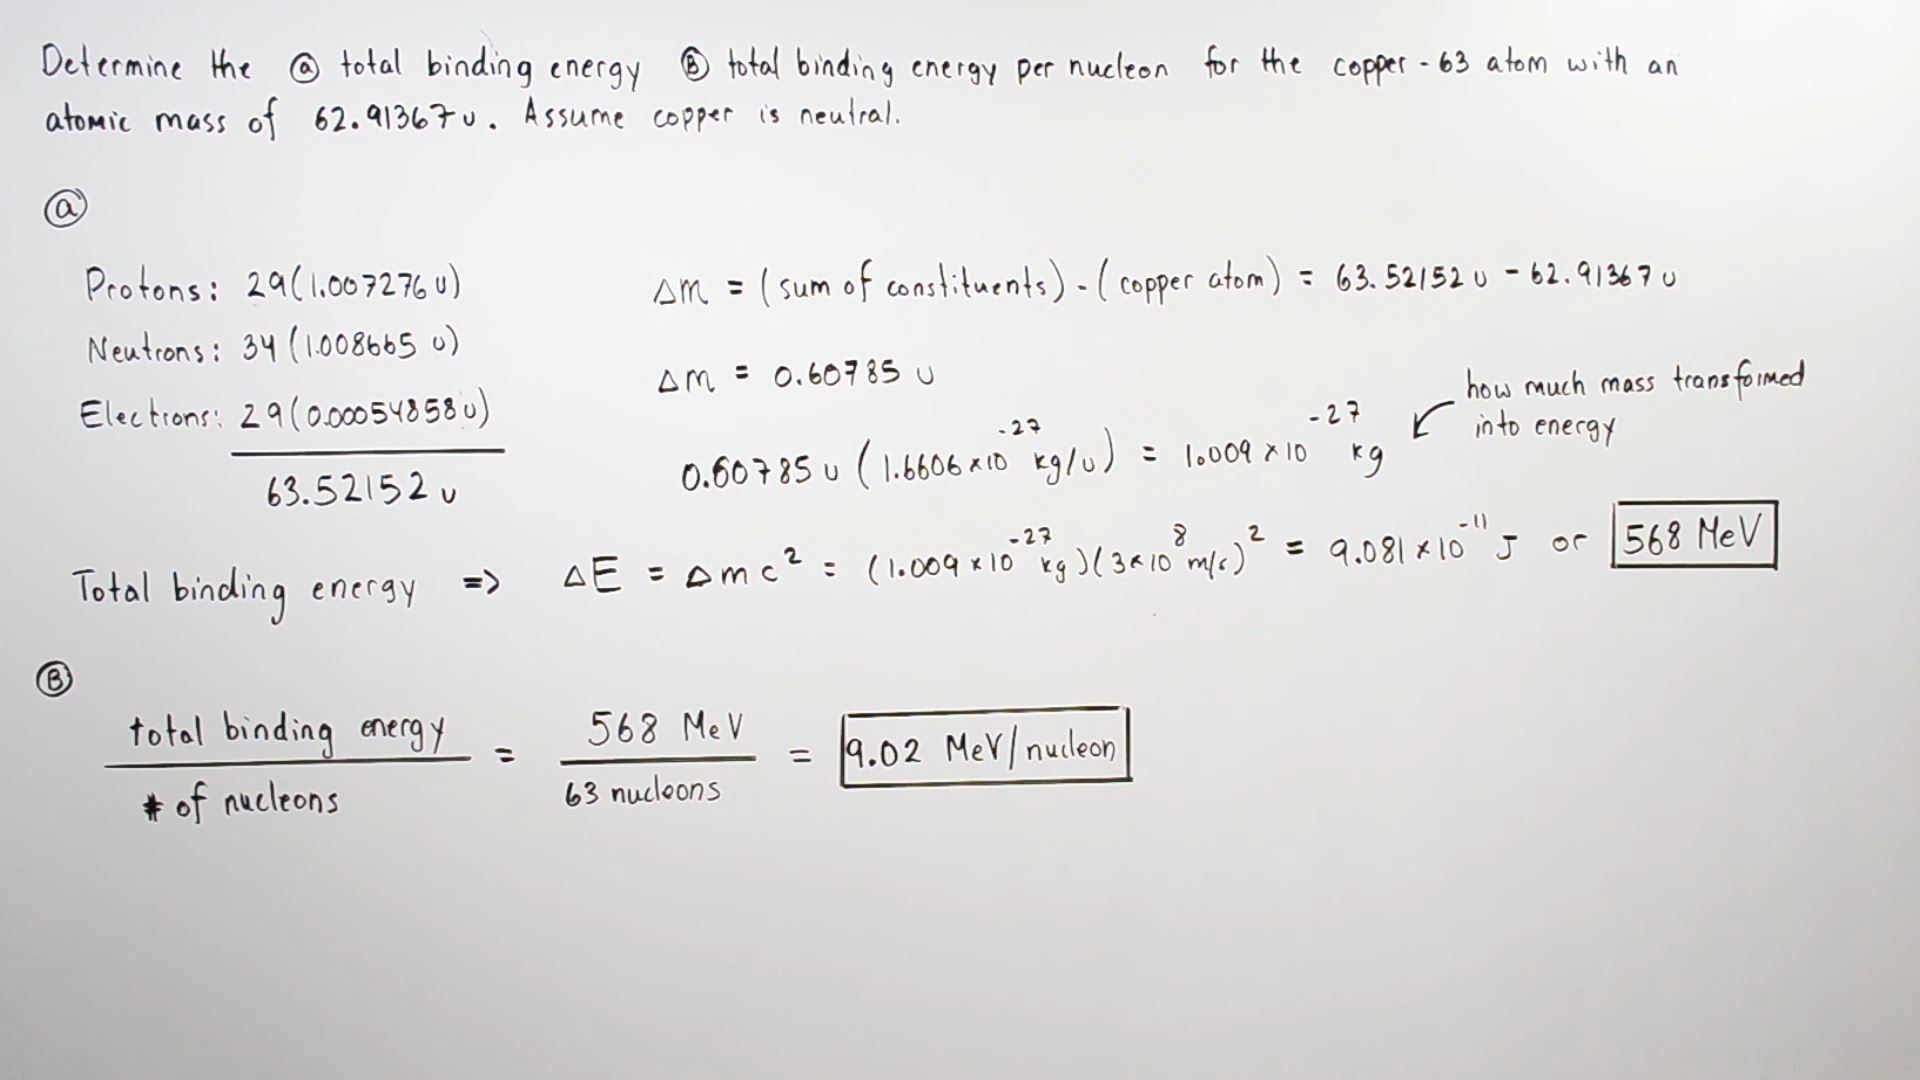 Determine the ⓐ total binding energy Ⓑ total binding energy per nucleon for the copper-63 atom with an
atomic mass of 62.91367u. Assume copper is neutral.
ⓐ
Protons: 29(1.007276u)
Neutrons: 34(1.008665 u)
Electrons: 29(0.00054858u)
63.52152 u
Δm = (sum of constituents) - (copper atom) = 63.52152 u - 62.91367 u
Δm = 0.60785 u
how much mass transformed
into energy
0.60785 u (1.6606×10⁻²⁷ kg/u) = 1.009×10⁻²⁷ kg
Total binding energy => ΔE = Δmc² = (1.009×10⁻²⁷ kg)(3×10⁸ m/s)² = 9.081×10⁻¹¹ J or 568 MeV
Ⓑ
total binding energy / # of nucleons = 568 MeV / 63 nucleons = 9.02 MeV/nucleon